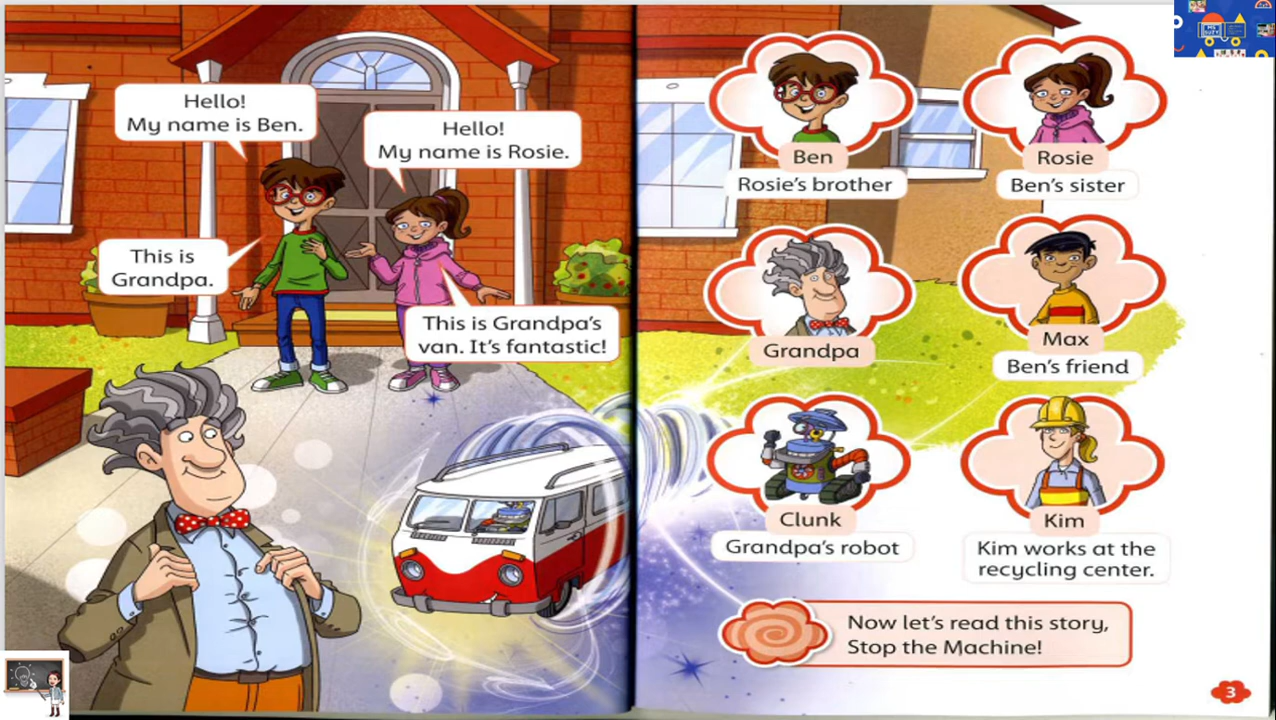 Hello!
My name is Ben.
Hello!
My name is Rosie.
This is
Grandpa.
This is Grandpa's
van. It's fantastic!
Ben
Rosie's brother
Rosie
Ben's sister
Grandpa
Max
Ben's friend
Clunk
Grandpa's robot
Kim
Kim works at the
recycling center.
Now let's read this story,
Stop the Machine!
3